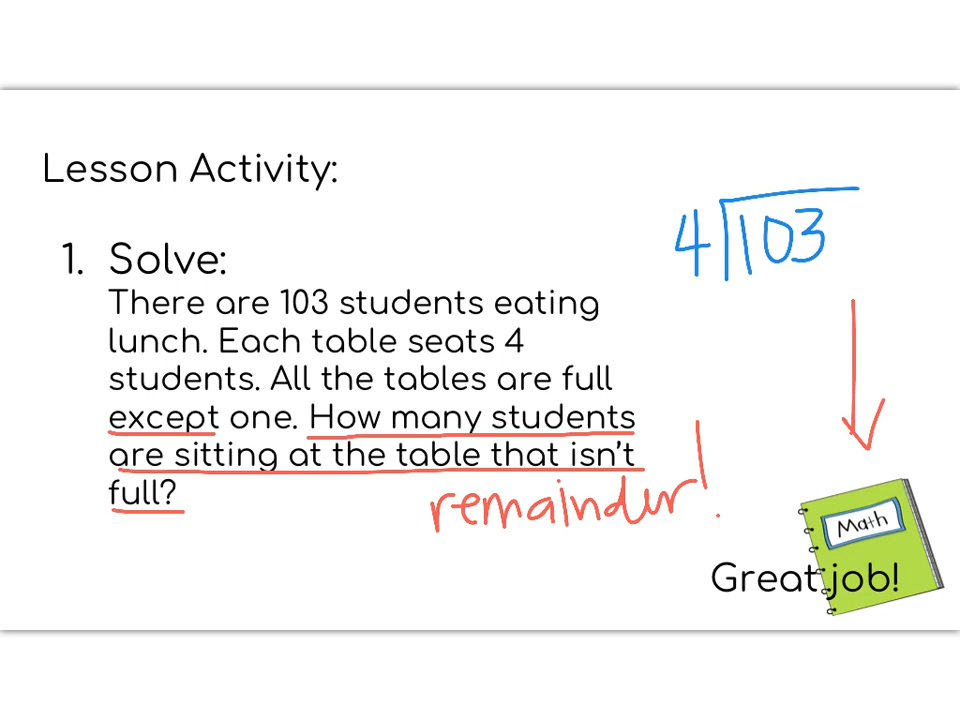 Lesson Activity:
1. Solve:
There are 103 students eating
lunch. Each table seats 4
students. All the tables are full
except one. How many students
are sitting at the table that isn't
full?
remainder!
4 103
Math
Great job!